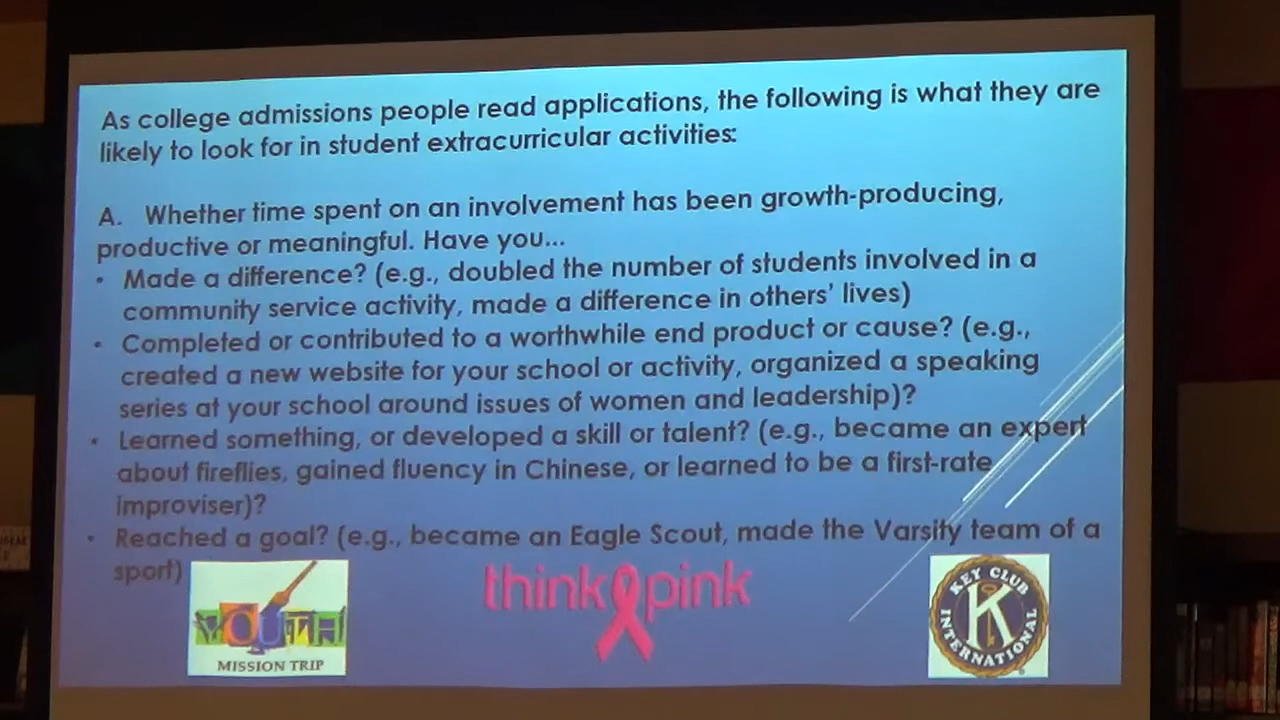 As college admissions people read applications, the following is what they are
likely to look for in student extracurricular activities:
A. Whether time spent on an involvement has been growth-producing,
productive or meaningful. Have you...
• Made a difference? (e.g., doubled the number of students involved in a
community service activity, made a difference in others' lives)
• Completed or contributed to a worthwhile end product or cause? (e.g.,
created a new website for your school or activity, organized a speaking
series at your school around issues of women and leadership)?
• Learned something, or developed a skill or talent? (e.g., became an expert
about fireflies, gained fluency in Chinese, or learned to be a first-rate
improviser)?
• Reached a goal? (e.g., became an Eagle Scout, made the Varsity team of a
sport)
YOUTH
MISSION TRIP
think pink
KEY CLUB
K
INTERNATIONAL